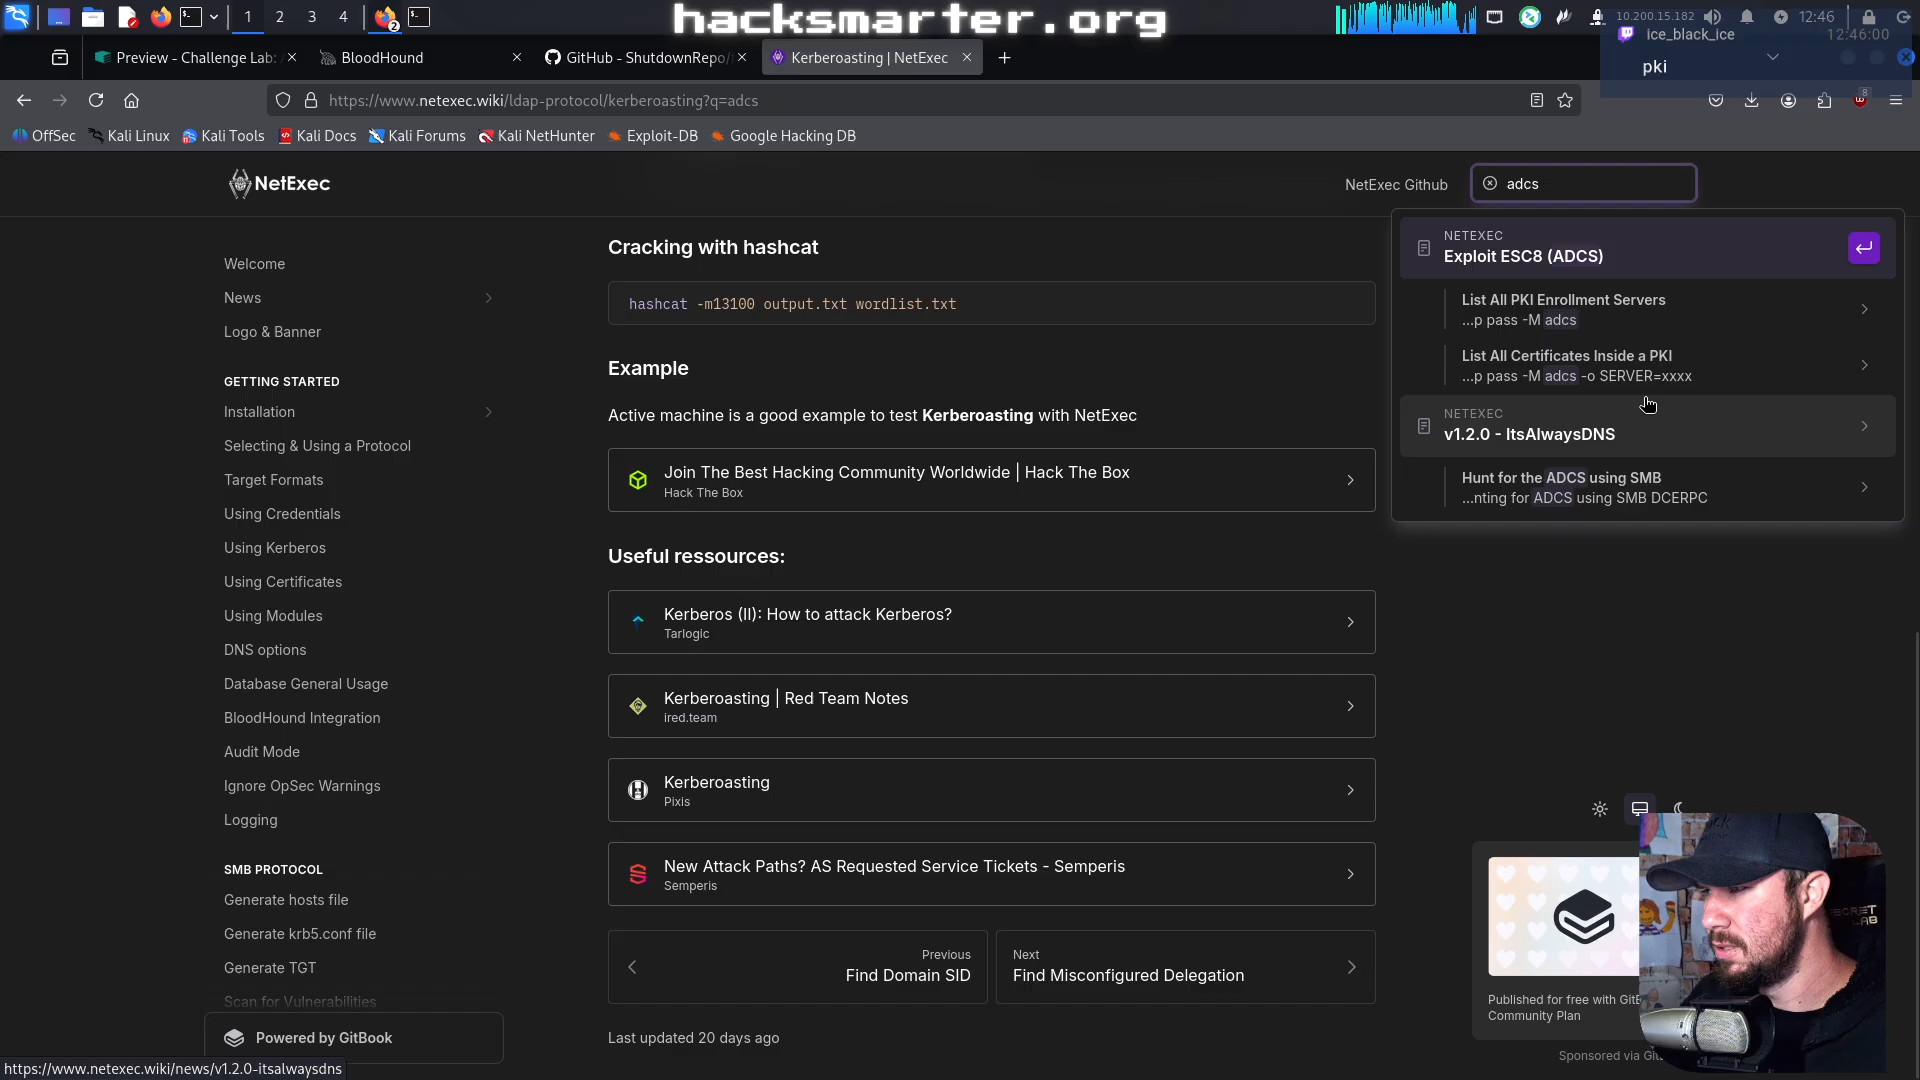 1 2 3 4
hacksmarter.org
10.200.15.182
12:46
ice_black_ice
12:46:00
pki
Preview - Challenge Lab:
BloodHound
GitHub - ShutdownRepo/
Kerberoasting | NetExec
https://www.netexec.wiki/ldap-protocol/kerberoasting?q=adcs
8
OffSec
Kali Linux
Kali Tools
Kali Docs
Kali Forums
Kali NetHunter
Exploit-DB
Google Hacking DB
NetExec
NetExec Github
adcs
Welcome
News
Logo & Banner
GETTING STARTED
Installation
Selecting & Using a Protocol
Target Formats
Using Credentials
Using Kerberos
Using Certificates
Using Modules
DNS options
Database General Usage
BloodHound Integration
Audit Mode
Ignore OpSec Warnings
Logging
SMB PROTOCOL
Generate hosts file
Generate krb5.conf file
Generate TGT
Scan for Vulnerabilities
Powered by GitBook
https://www.netexec.wiki/news/v1.2.0-itsalwaysdns
Cracking with hashcat
hashcat -m13100 output.txt wordlist.txt
Example
Active machine is a good example to test Kerberoasting with NetExec
Join The Best Hacking Community Worldwide | Hack The Box
Hack The Box
Useful ressources:
Kerberos (II): How to attack Kerberos?
Tarlogic
Kerberoasting | Red Team Notes
ired.team
Kerberoasting
Pixis
New Attack Paths? AS Requested Service Tickets - Semperis
Semperis
Previous
Find Domain SID
Next
Find Misconfigured Delegation
Last updated 20 days ago
NETEXEC
Exploit ESC8 (ADCS)
List All PKI Enrollment Servers
...p pass -M adcs
List All Certificates Inside a PKI
...p pass -M adcs -o SERVER=xxxx
NETEXEC
v1.2.0 - ItsAlwaysDNS
Hunt for the ADCS using SMB
...nting for ADCS using SMB DCERPC
Published for free with
Community Plan
Sponsored via